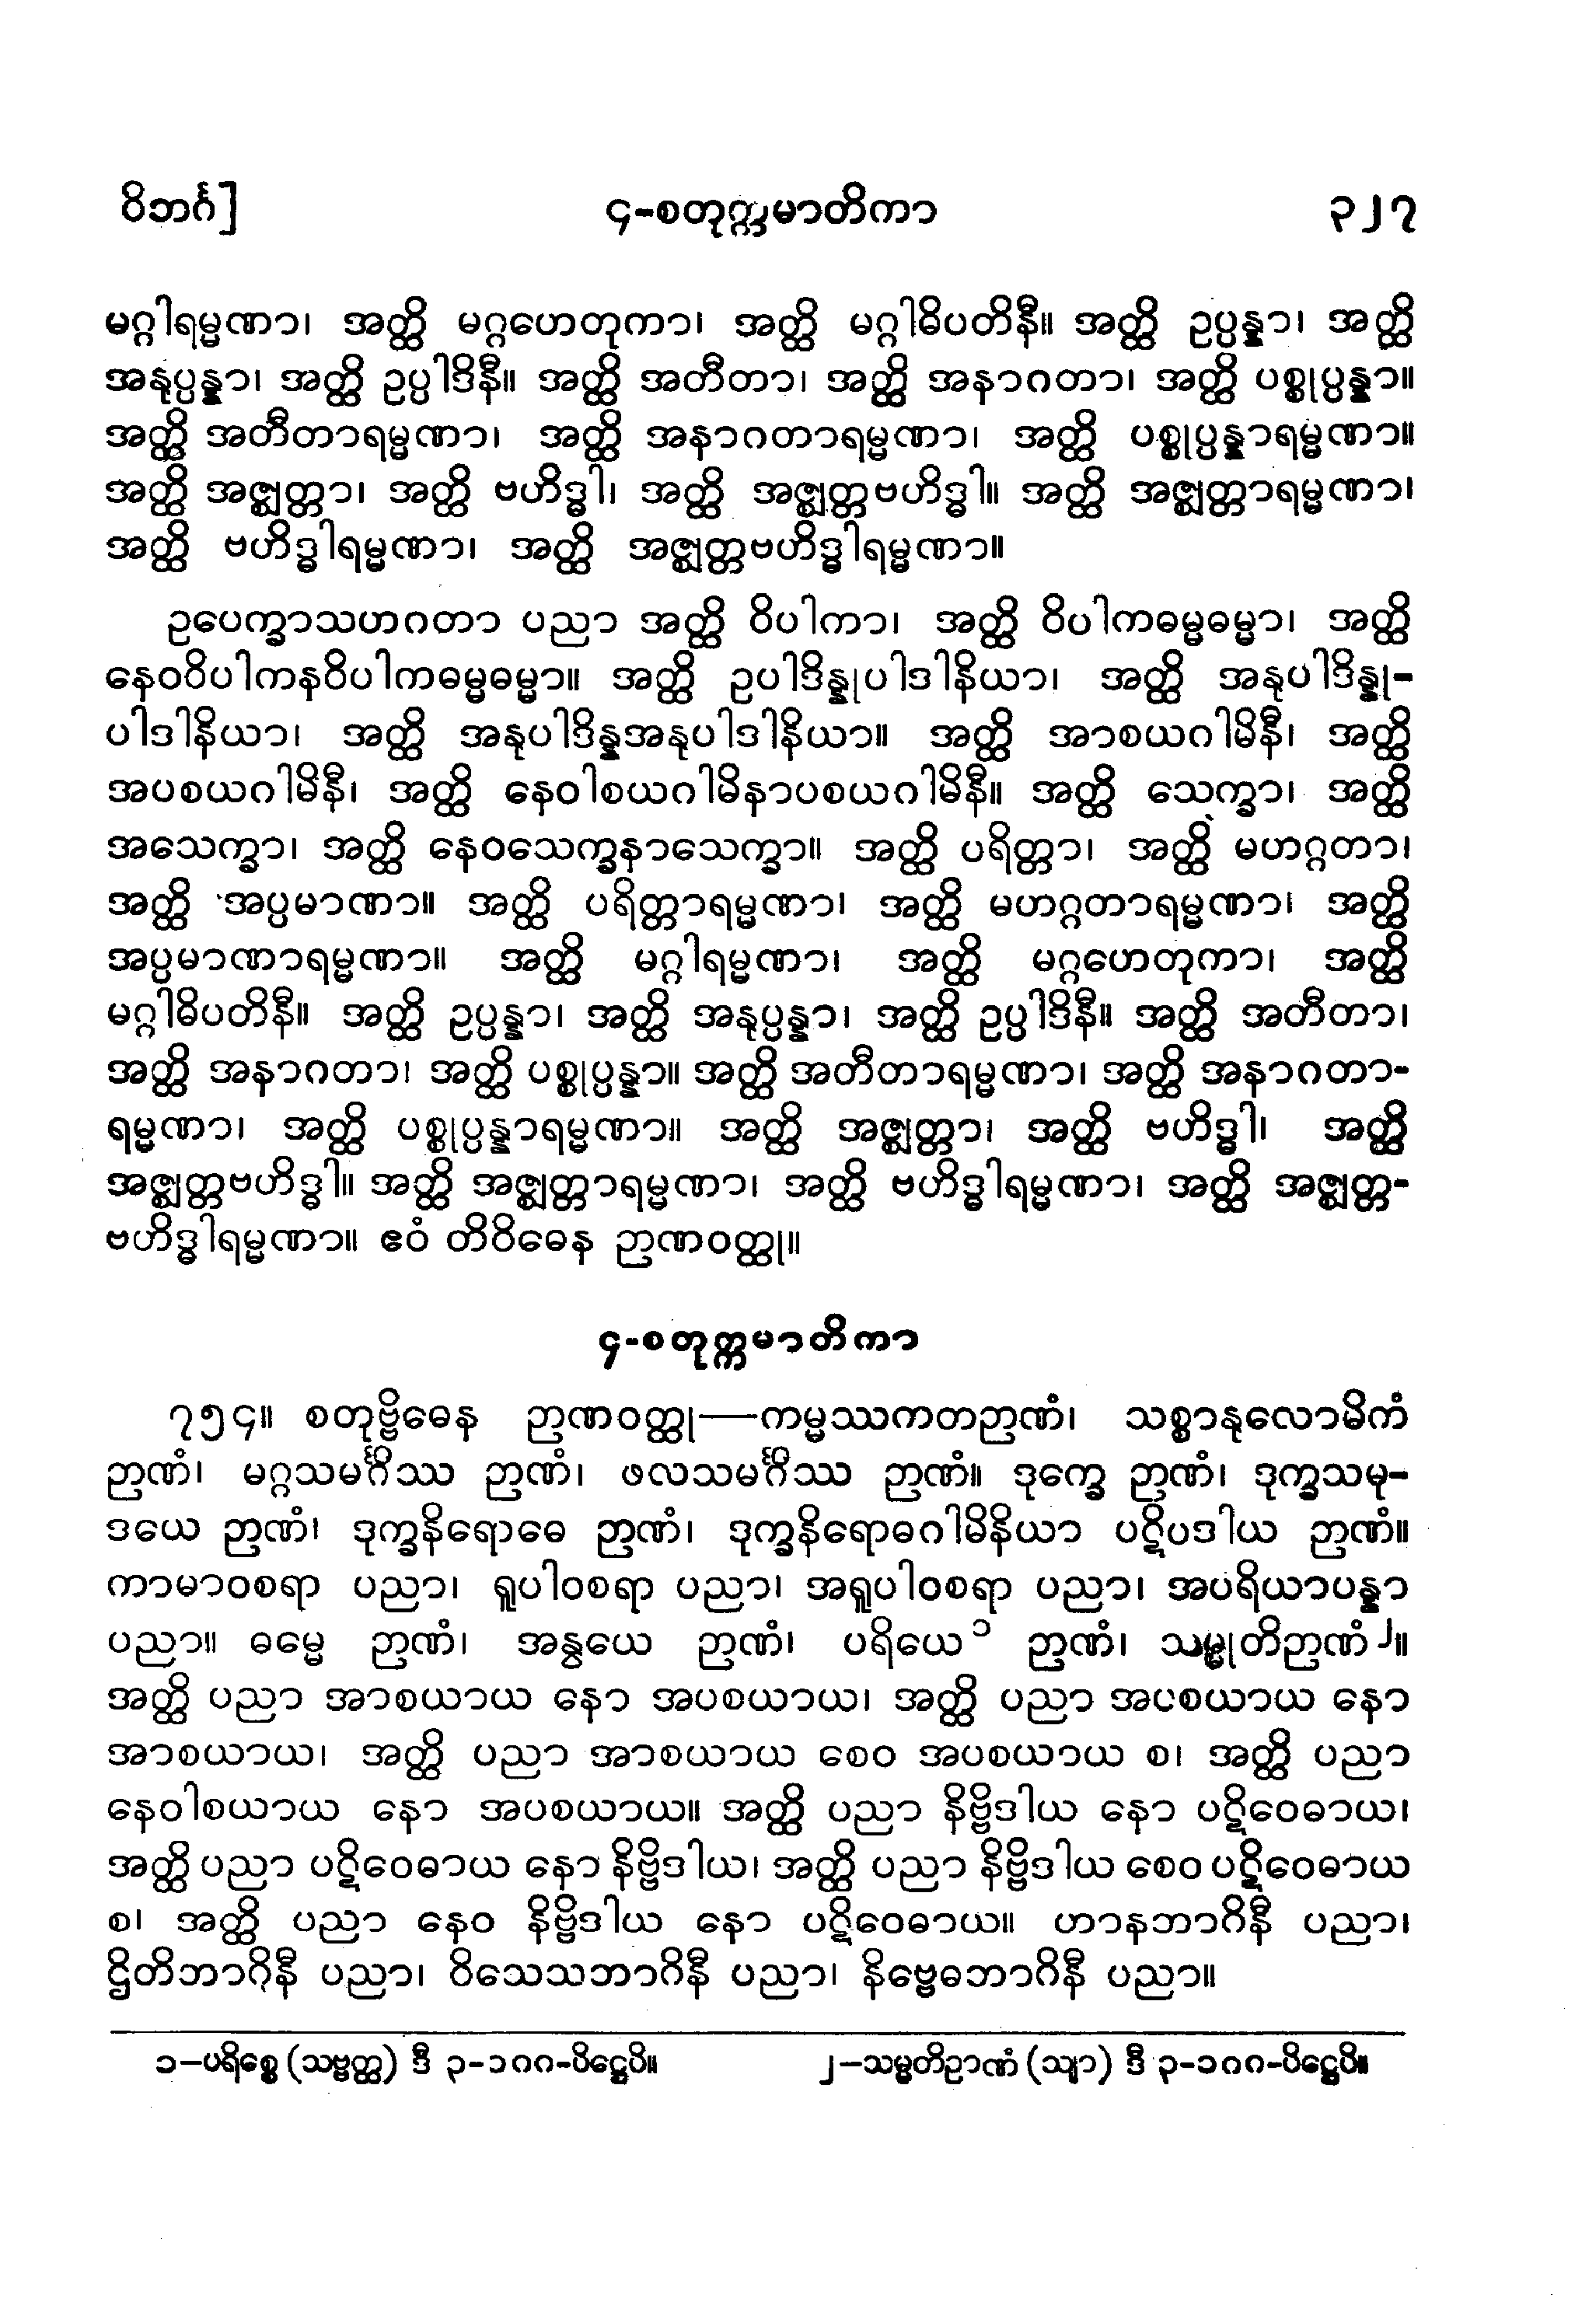 ဝိဘင်္ဂ] ၄-စတုက္ကမာတိကာ ၃၂၇
မဂ္ဂါရမ္မဏာ၊ အတ္ထိ မဂ္ဂဟေတုကာ၊ အတ္ထိ မဂ္ဂါဓိပတိနီ။ အတ္ထိ ဥပ္ပန္နာ၊ အတ္ထိ
အနုပ္ပန္နာ၊ အတ္ထိ ဥပ္ပါဒိနီ။ အတ္ထိ အတီတာ၊ အတ္ထိ အနာဂတာ၊ အတ္ထိ ပစ္စုပ္ပန္နာ။
အတ္ထိ အတီတာရမ္မဏာ၊ အတ္ထိ အနာဂတာရမ္မဏာ၊ အတ္ထိ ပစ္စုပ္ပန္နာရမ္မဏာ။
အတ္ထိ အဇ္ဈတ္တာ၊ အတ္ထိ ဗဟိဒ္ဓါ၊ အတ္ထိ အဇ္ဈတ္တဗဟိဒ္ဓါ။ အတ္ထိ အဇ္ဈတ္တာရမ္မဏာ၊
အတ္ထိ ဗဟိဒ္ဓါရမ္မဏာ၊ အတ္ထိ အဇ္ဈတ္တဗဟိဒ္ဓါရမ္မဏာ။
ဥပေက္ခာသဟဂတာ ပညာ အတ္ထိ ဝိပါကာ၊ အတ္ထိ ဝိပါကဓမ္မဓမ္မာ၊ အတ္ထိ
နေဝဝိပါကနဝိပါကဓမ္မဓမ္မာ။ အတ္ထိ ဥပါဒိန္နုပါဒါနိယာ၊ အတ္ထိ အနုပါဒိန္နု-
ပါဒါနိယာ၊ အတ္ထိ အနုပါဒိန္နအနုပါဒါနိယာ။ အတ္ထိ အာစယဂါမိနီ၊ အတ္ထိ
အပစယဂါမိနီ၊ အတ္ထိ နေဝါစယဂါမိနာပစယဂါမိနီ။ အတ္ထိ သေက္ခာ၊ အတ္ထိ
အသေက္ခာ၊ အတ္ထိ နေဝသေက္ခနာသေက္ခာ။ အတ္ထိ ပရိတ္တာ၊ အတ္ထိ မဟဂ္ဂတာ၊
အတ္ထိ အပ္ပမာဏာ။ အတ္ထိ ပရိတ္တာရမ္မဏာ၊ အတ္ထိ မဟဂ္ဂတာရမ္မဏာ၊ အတ္ထိ
အပ္ပမာဏာရမ္မဏာ။ အတ္ထိ မဂ္ဂါရမ္မဏာ၊ အတ္ထိ မဂ္ဂဟေတုကာ၊ အတ္ထိ
မဂ္ဂါဓိပတိနီ။ အတ္ထိ ဥပ္ပန္နာ၊ အတ္ထိ အနုပ္ပန္နာ၊ အတ္ထိ ဥပ္ပါဒိနီ။ အတ္ထိ အတီတာ၊
အတ္ထိ အနာဂတာ၊ အတ္ထိ ပစ္စုပ္ပန္နာ။ အတ္ထိ အတီတာရမ္မဏာ၊ အတ္ထိ အနာဂတာ-
ရမ္မဏာ၊ အတ္ထိ ပစ္စုပ္ပန္နာရမ္မဏာ။ အတ္ထိ အဇ္ဈတ္တာ၊ အတ္ထိ ဗဟိဒ္ဓါ၊ အတ္ထိ
အဇ္ဈတ္တဗဟိဒ္ဓါ။ အတ္ထိ အဇ္ဈတ္တာရမ္မဏာ၊ အတ္ထိ ဗဟိဒ္ဓါရမ္မဏာ၊ အတ္ထိ အဇ္ဈတ္တ-
ဗဟိဒ္ဓါရမ္မဏာ။ ဧဝံ တိဝိဓေန ဉာဏဝတ္ထု။
၄-စတုက္ကမာတိကာ
၇၅၄။ စတုဗ္ဗိဓေန ဉာဏဝတ္ထု—ကမ္မဿကတဉာဏံ၊ သစ္စာနုလောမိကံ
ဉာဏံ၊ မဂ္ဂသမင်္ဂိဿ ဉာဏံ၊ ဖလသမင်္ဂိဿ ဉာဏံ။ ဒုက္ခေ ဉာဏံ၊ ဒုက္ခသမု-
ဒယေ ဉာဏံ၊ ဒုက္ခနိရောဓေ ဉာဏံ၊ ဒုက္ခနိရောဓဂါမိနိယာ ပဋိပဒါယ ဉာဏံ။
ကာမာဝစရာ ပညာ၊ ရူပါဝစရာ ပညာ၊ အရူပါဝစရာ ပညာ၊ အပရိယာပန္နာ
ပညာ။ ဓမ္မေ ဉာဏံ၊ အန္ဝယေ ဉာဏံ၊ ပရိယေ ၁ ဉာဏံ၊ သမ္မုတိဉာဏံ ၂။
အတ္ထိ ပညာ အာစယာယ နော အပစယာယ၊ အတ္ထိ ပညာ အပစယာယ နော
အာစယာယ၊ အတ္ထိ ပညာ အာစယာယ စေဝ အပစယာယ စ၊ အတ္ထိ ပညာ
နေဝါစယာယ နော အပစယာယ။ အတ္ထိ ပညာ နိဗ္ဗိဒါယ နော ပဋိဝေဓာယ၊
အတ္ထိ ပညာ ပဋိဝေဓာယ နော နိဗ္ဗိဒါယ၊ အတ္ထိ ပညာ နိဗ္ဗိဒါယ စေဝ ပဋိဝေဓာယ
စ၊ အတ္ထိ ပညာ နေဝ နိဗ္ဗိဒါယ နော ပဋိဝေဓာယ။ ဟာနဘာဂိနီ ပညာ၊
ဌိတိဘာဂိနီ ပညာ၊ ဝိသေသဘာဂိနီ ပညာ၊ နိဗ္ဗေဓဘာဂိနီ ပညာ။
၁—ပရိစ္စေ (သဗ္ဗတ္ထ) ဒီ ၃-၁၈၈-ပိဋ္ဌေပိ။ ၂—သမ္မတိဉာဏံ (သျာ) ဒီ ၃-၁၈၈-ပိဋ္ဌေပိ။